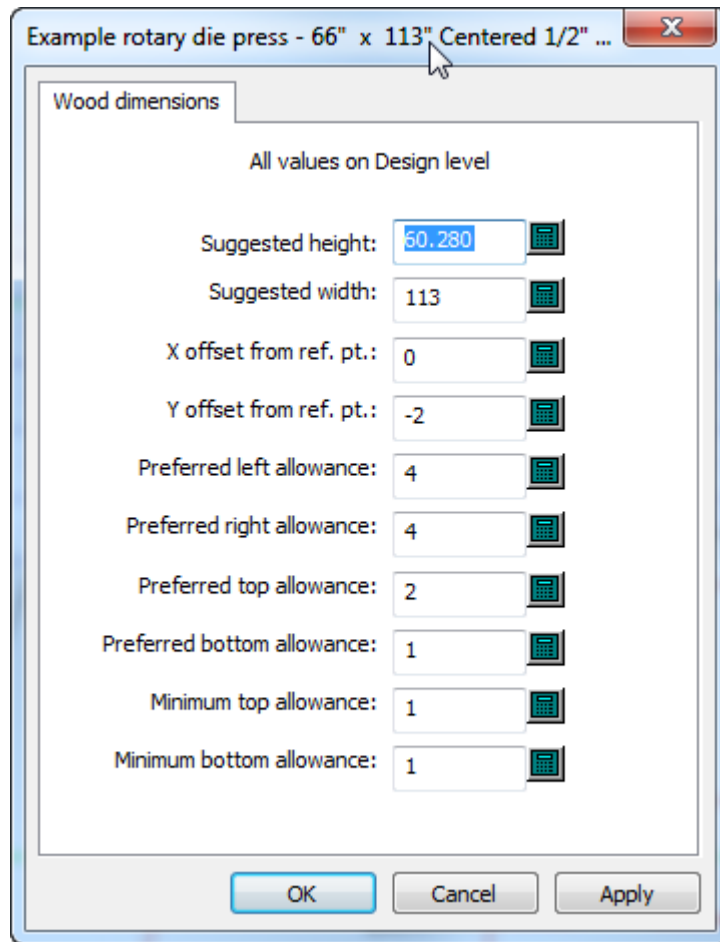 Example rotary die press - 66" x 113" Centered 1/2" ...
Wood dimensions
All values on Design level
Suggested height: 60.280
Suggested width: 113
X offset from ref. pt.: 0
Y offset from ref. pt.: -2
Preferred left allowance: 4
Preferred right allowance: 4
Preferred top allowance: 2
Preferred bottom allowance: 1
Minimum top allowance: 1
Minimum bottom allowance: 1
OK Cancel Apply